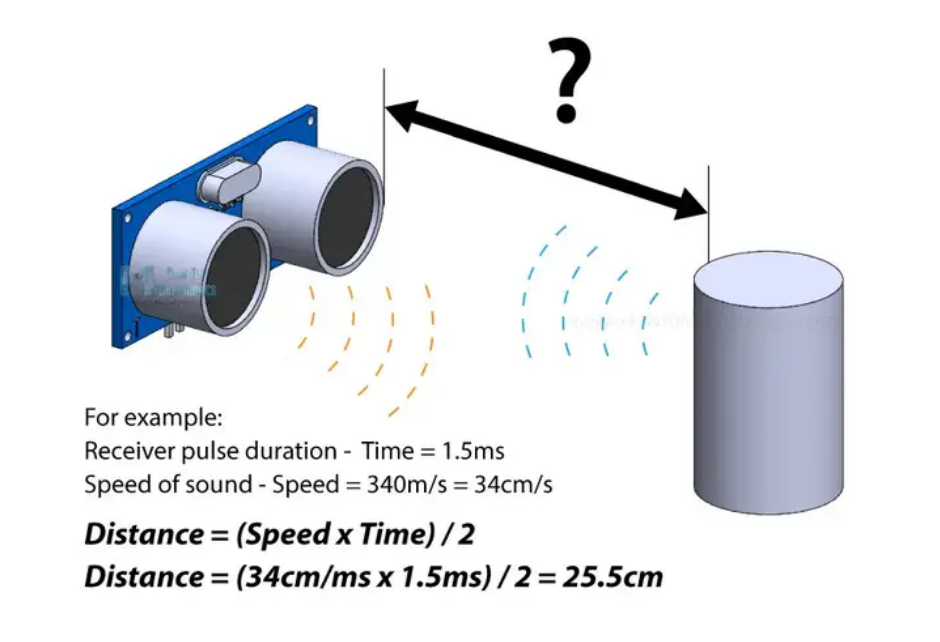 ?
For example:
Receiver pulse duration - Time = 1.5ms
Speed of sound - Speed = 340m/s = 34cm/s
Distance = (Speed x Time) / 2
Distance = (34cm/ms x 1.5ms) / 2 = 25.5cm